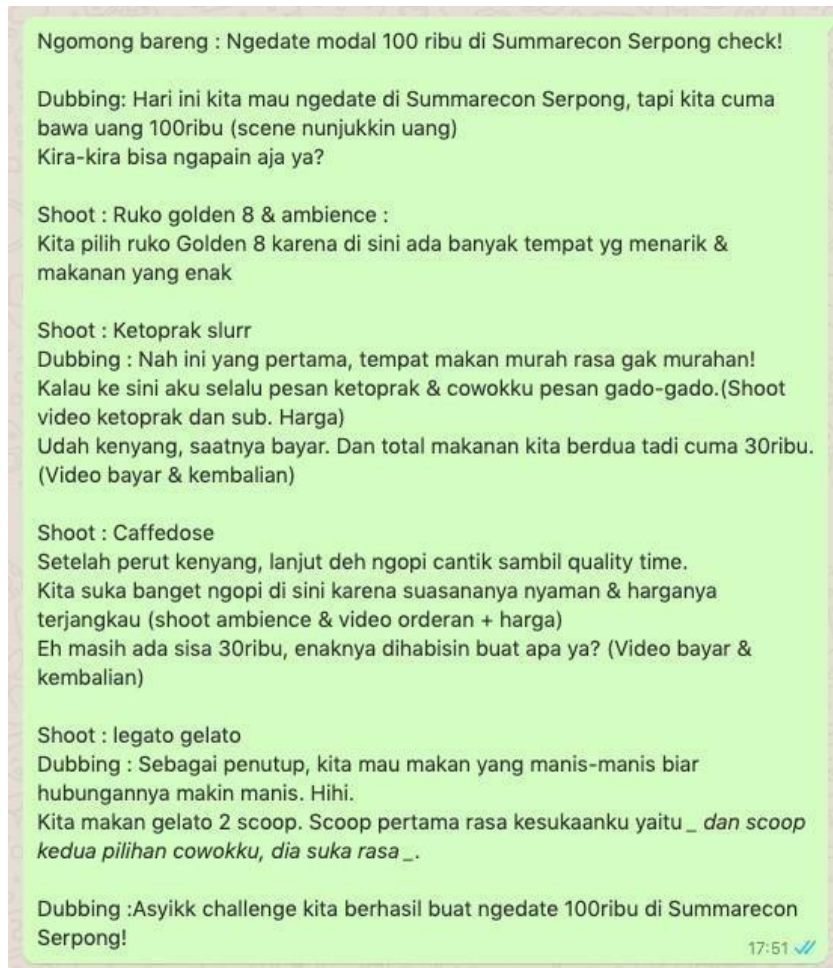 Ngomong bareng : Ngedate modal 100 ribu di Summarecon Serpong check!
Dubbing: Hari ini kita mau ngedate di Summarecon Serpong, tapi kita cuma
bawa uang 100ribu (scene nunjukkin uang)
Kira-kira bisa ngapain aja ya?
Shoot : Ruko golden 8 & ambience :
Kita pilih ruko Golden 8 karena di sini ada banyak tempat yg menarik &
makanan yang enak
Shoot : Ketoprak slurr
Dubbing : Nah ini yang pertama, tempat makan murah rasa gak murahan!
Kalau ke sini aku selalu pesan ketoprak & cowokku pesan gado-gado.(Shoot
video ketoprak dan sub. Harga)
Udah kenyang, saatnya bayar. Dan total makanan kita berdua tadi cuma 30ribu.
(Video bayar & kembalian)
Shoot : Caffedose
Setelah perut kenyang, lanjut deh ngopi cantik sambil quality time.
Kita suka banget ngopi di sini karena suasananya nyaman & harganya
terjangkau (shoot ambience & video orderan + harga)
Eh masih ada sisa 30ribu, enaknya dihabisin buat apa ya? (Video bayar &
kembalian)
Shoot : legato gelato
Dubbing : Sebagai penutup, kita mau makan yang manis-manis biar
hubungannya makin manis. Hihi.
Kita makan gelato 2 scoop. Scoop pertama rasa kesukaanku yaitu _ dan scoop
kedua pilihan cowokku, dia suka rasa _.
Dubbing :Asyikk challenge kita berhasil buat ngedate 100ribu di Summarecon
Serpong!
17:51